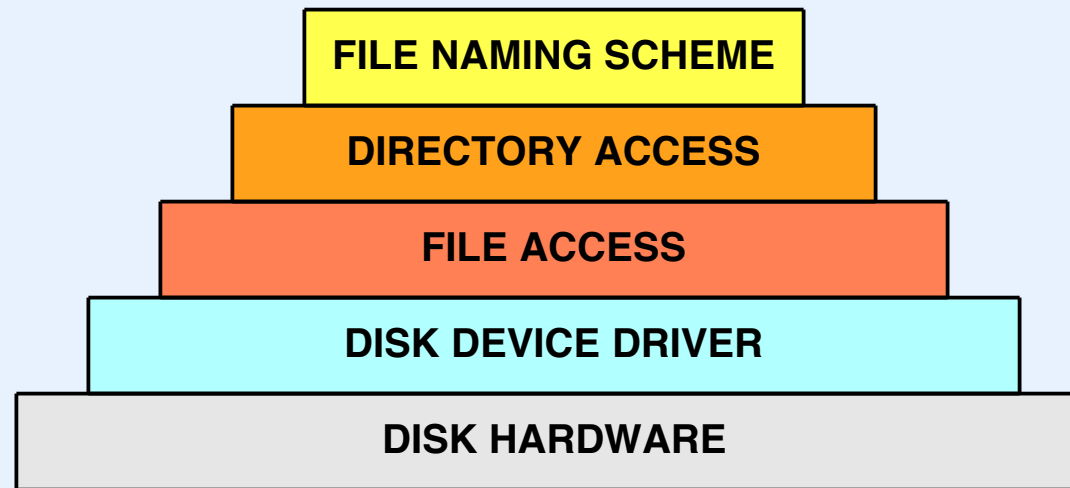 FILE NAMING SCHEME
DIRECTORY ACCESS
FILE ACCESS
DISK DEVICE DRIVER
DISK HARDWARE